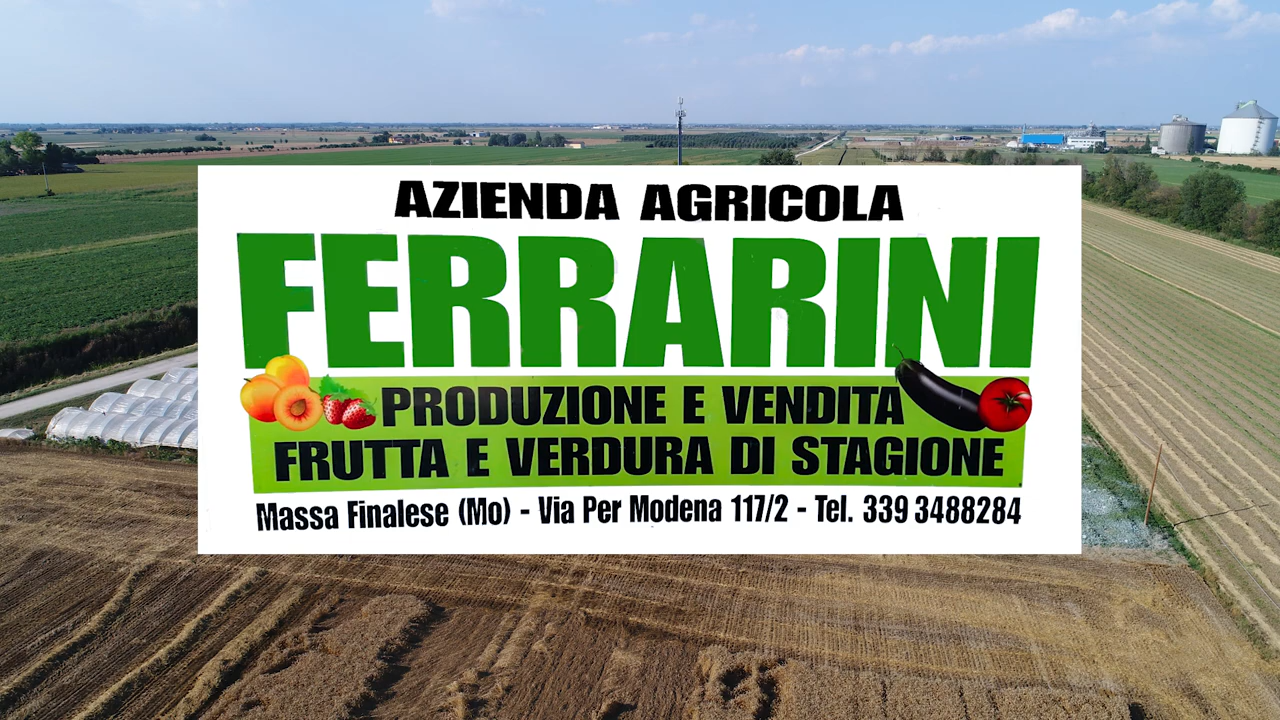 AZIENDA AGRICOLA
FERRARINI
PRODUZIONE E VENDITA
FRUTTA E VERDURA DI STAGIONE
Massa Finalese (Mo) - Via Per Modena 117/2 - Tel. 339 3488284